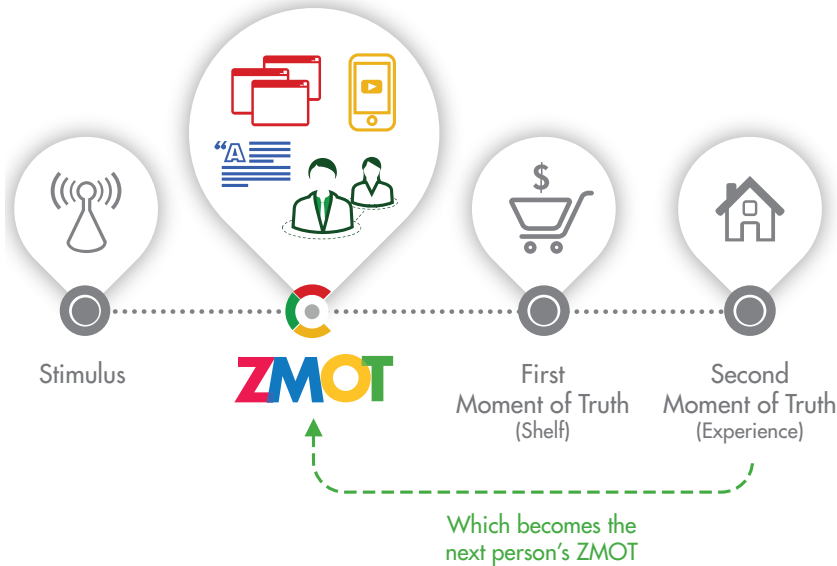 “A
$
Stimulus
ZMOT
First
Moment of Truth
(Shelf)
Second
Moment of Truth
(Experience)
Which becomes the
next person’s ZMOT